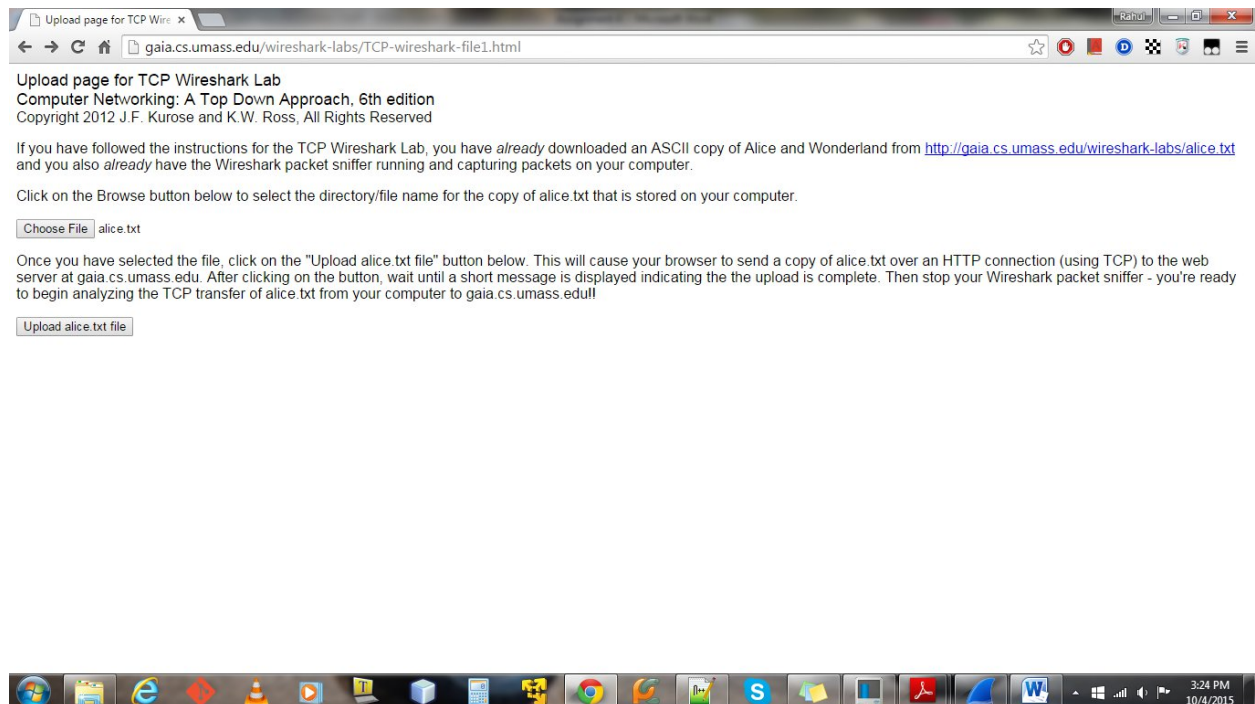 Upload page for TCP Wire
Rahul
gaia.cs.umass.edu/wireshark-labs/TCP-wireshark-file1.html
Upload page for TCP Wireshark Lab
Computer Networking: A Top Down Approach, 6th edition
Copyright 2012 J.F. Kurose and K.W. Ross, All Rights Reserved
If you have followed the instructions for the TCP Wireshark Lab, you have already downloaded an ASCII copy of Alice and Wonderland from http://gaia.cs.umass.edu/wireshark-labs/alice.txt
and you also already have the Wireshark packet sniffer running and capturing packets on your computer.
Click on the Browse button below to select the directory/file name for the copy of alice.txt that is stored on your computer.
Choose File alice.txt
Once you have selected the file, click on the "Upload alice.txt file" button below. This will cause your browser to send a copy of alice.txt over an HTTP connection (using TCP) to the web
server at gaia.cs.umass.edu. After clicking on the button, wait until a short message is displayed indicating the the upload is complete. Then stop your Wireshark packet sniffer - you're ready
to begin analyzing the TCP transfer of alice.txt from your computer to gaia.cs.umass.edu!!
Upload alice.txt file
3:24 PM
10/4/2015